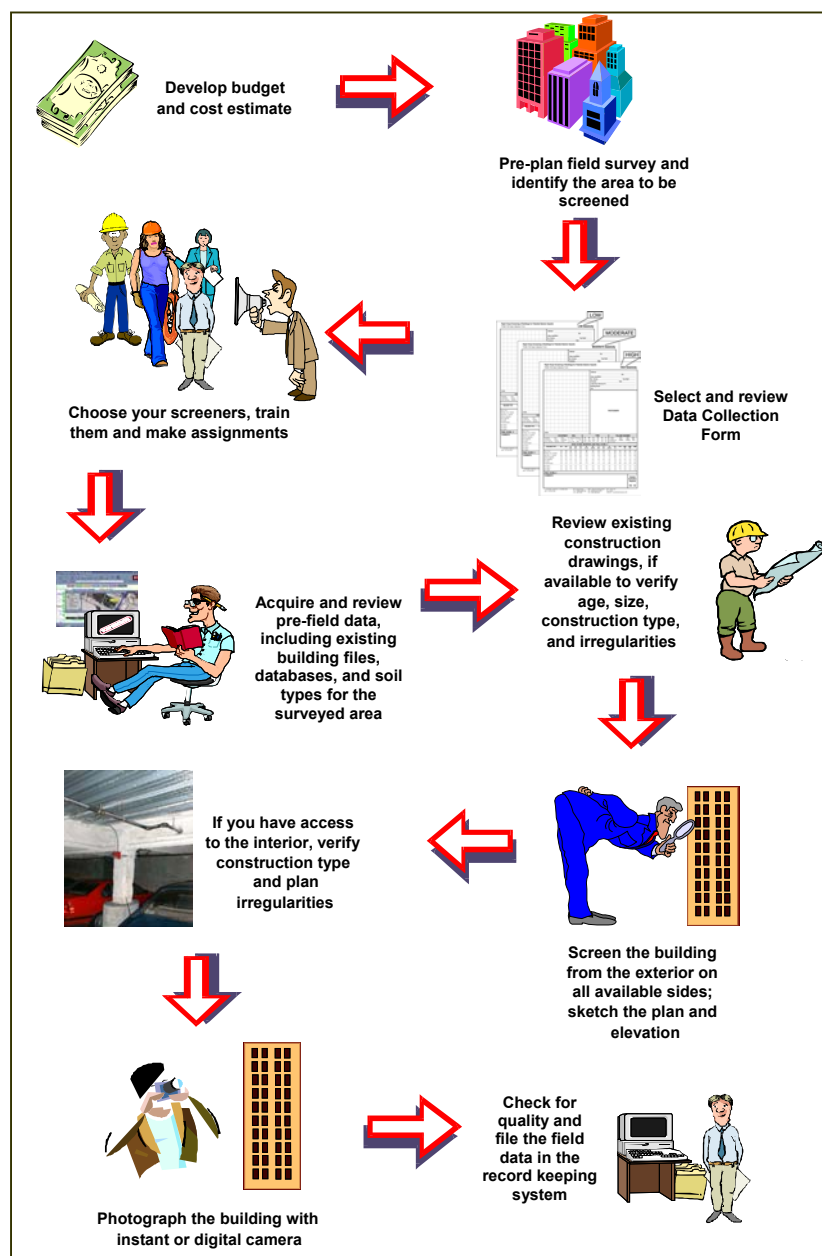 Develop budget
and cost estimate
Pre-plan field survey and
identify the area to be
screened
LOW
MODERATE
HIGH
Select and review
Data Collection
Form
Choose your screeners, train
them and make assignments
Acquire and review
pre-field data,
including existing
building files,
databases, and soil
types for the
surveyed area
Review existing
construction
drawings, if
available to verify
age, size,
construction type,
and irregularities
Screen the building
from the exterior on
all available sides;
sketch the plan and
elevation
If you have access
to the interior, verify
construction type
and plan
irregularities
Photograph the building with
instant or digital camera
Check for
quality and
file the field
data in the
record keeping
system